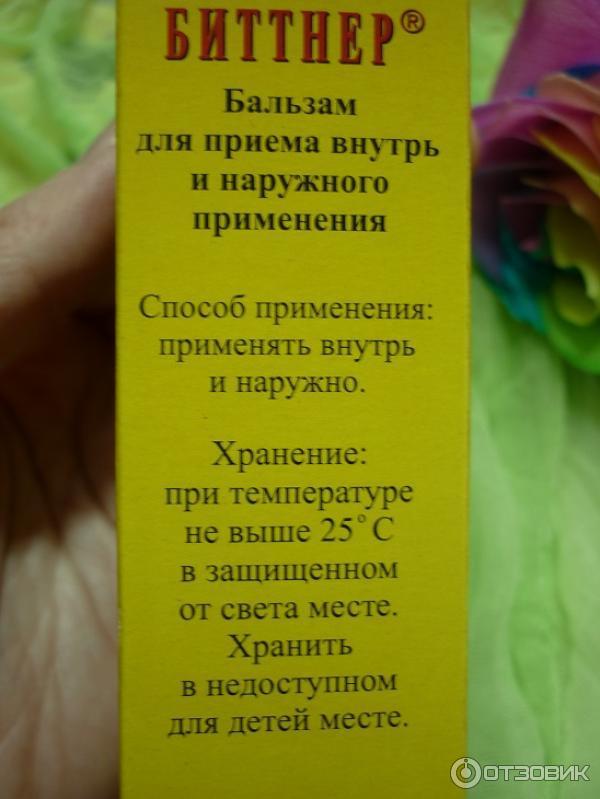 БИТТНЕР®
Бальзам
для приема внутрь
и наружного
применения
Способ применения:
применять внутрь
и наружно.
Хранение:
при температуре
не выше 25°С
в защищенном
от света месте.
Хранить
в недоступном
для детей месте.
ОТЗОВИК